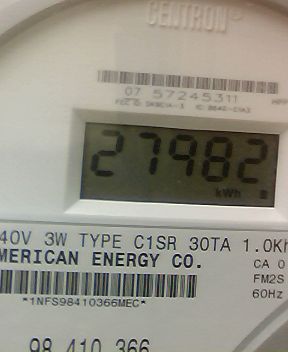 CENTRON®
07 57245311
27982
kWh
40V 3W TYPE C1SR 30TA 1.0Kh
MERICAN ENERGY CO.
CA 0
FM2S
60Hz
*1NFS98410366MEC*
98 410 366